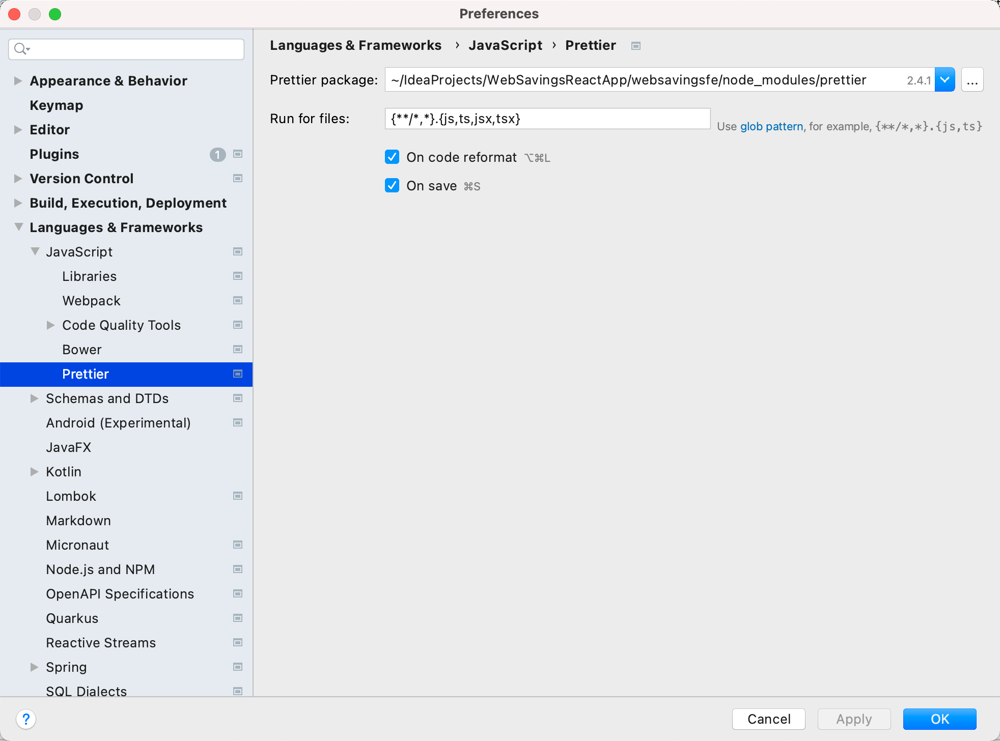 Preferences
Appearance & Behavior
Keymap
Editor
Plugins 1
Version Control
Build, Execution, Deployment
Languages & Frameworks
JavaScript
Libraries
Webpack
Code Quality Tools
Bower
Prettier
Schemas and DTDs
Android (Experimental)
JavaFX
Kotlin
Lombok
Markdown
Micronaut
Node.js and NPM
OpenAPI Specifications
Quarkus
Reactive Streams
Spring
SQL Dialects
Languages & Frameworks › JavaScript › Prettier
Prettier package: ~/IdeaProjects/WebSavingsReactApp/websavingsfe/node_modules/prettier 2.4.1 ...
Run for files: {**/*,*}.{js,ts,jsx,tsx} Use glob pattern, for example, {**/*,*}.{js,ts}
On code reformat ⌥⌘L
On save ⌘S
? Cancel Apply OK